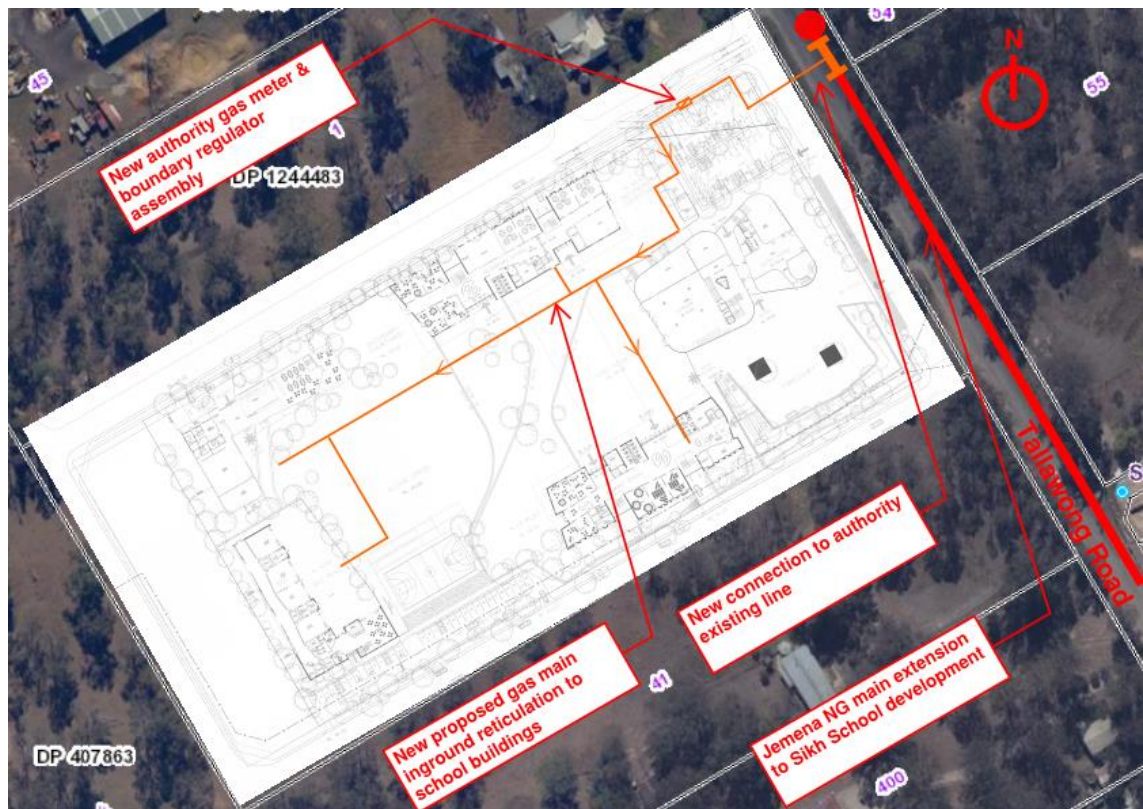 54
45
55
N
New authority gas meter &
boundary regulator
assembly
1
DP 1244483
Tallawong Road
S
New connection to authority
existing line
41
New proposed gas main
inground reticulation to
school buildings
Jemena NG main extension
to Sikh School development
DP 407863
400